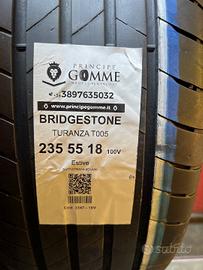 PRINCIPE
GOMME
3897635032
www.principegomme.it
BRIDGESTONE
TURANZA T005
235 55 18 100V
Estive
subito